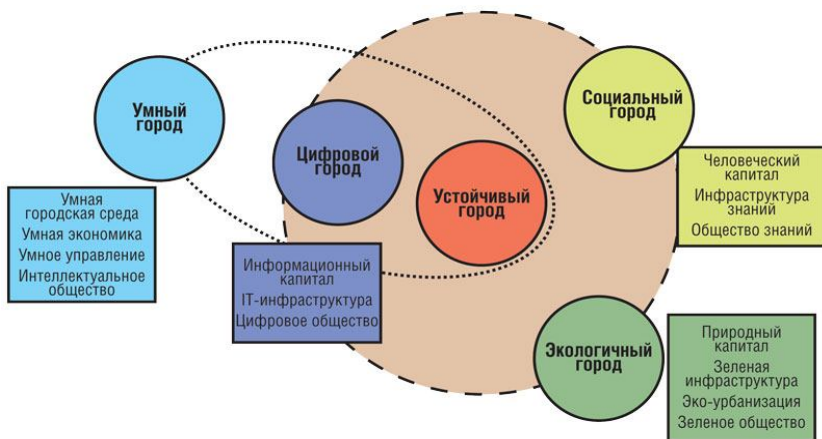 Умный
город
Умная
городская среда
Умная экономика
Умное управление
Интеллектуальное
общество
Цифровой
город
Информационный
капитал
IT-инфраструктура
Цифровое общество
Устойчивый
город
Социальный
город
Человеческий
капитал
Инфраструктура
знаний
Общество знаний
Экологичный
город
Природный
капитал
Зеленая
инфраструктура
Эко-урбанизация
Зеленое общество